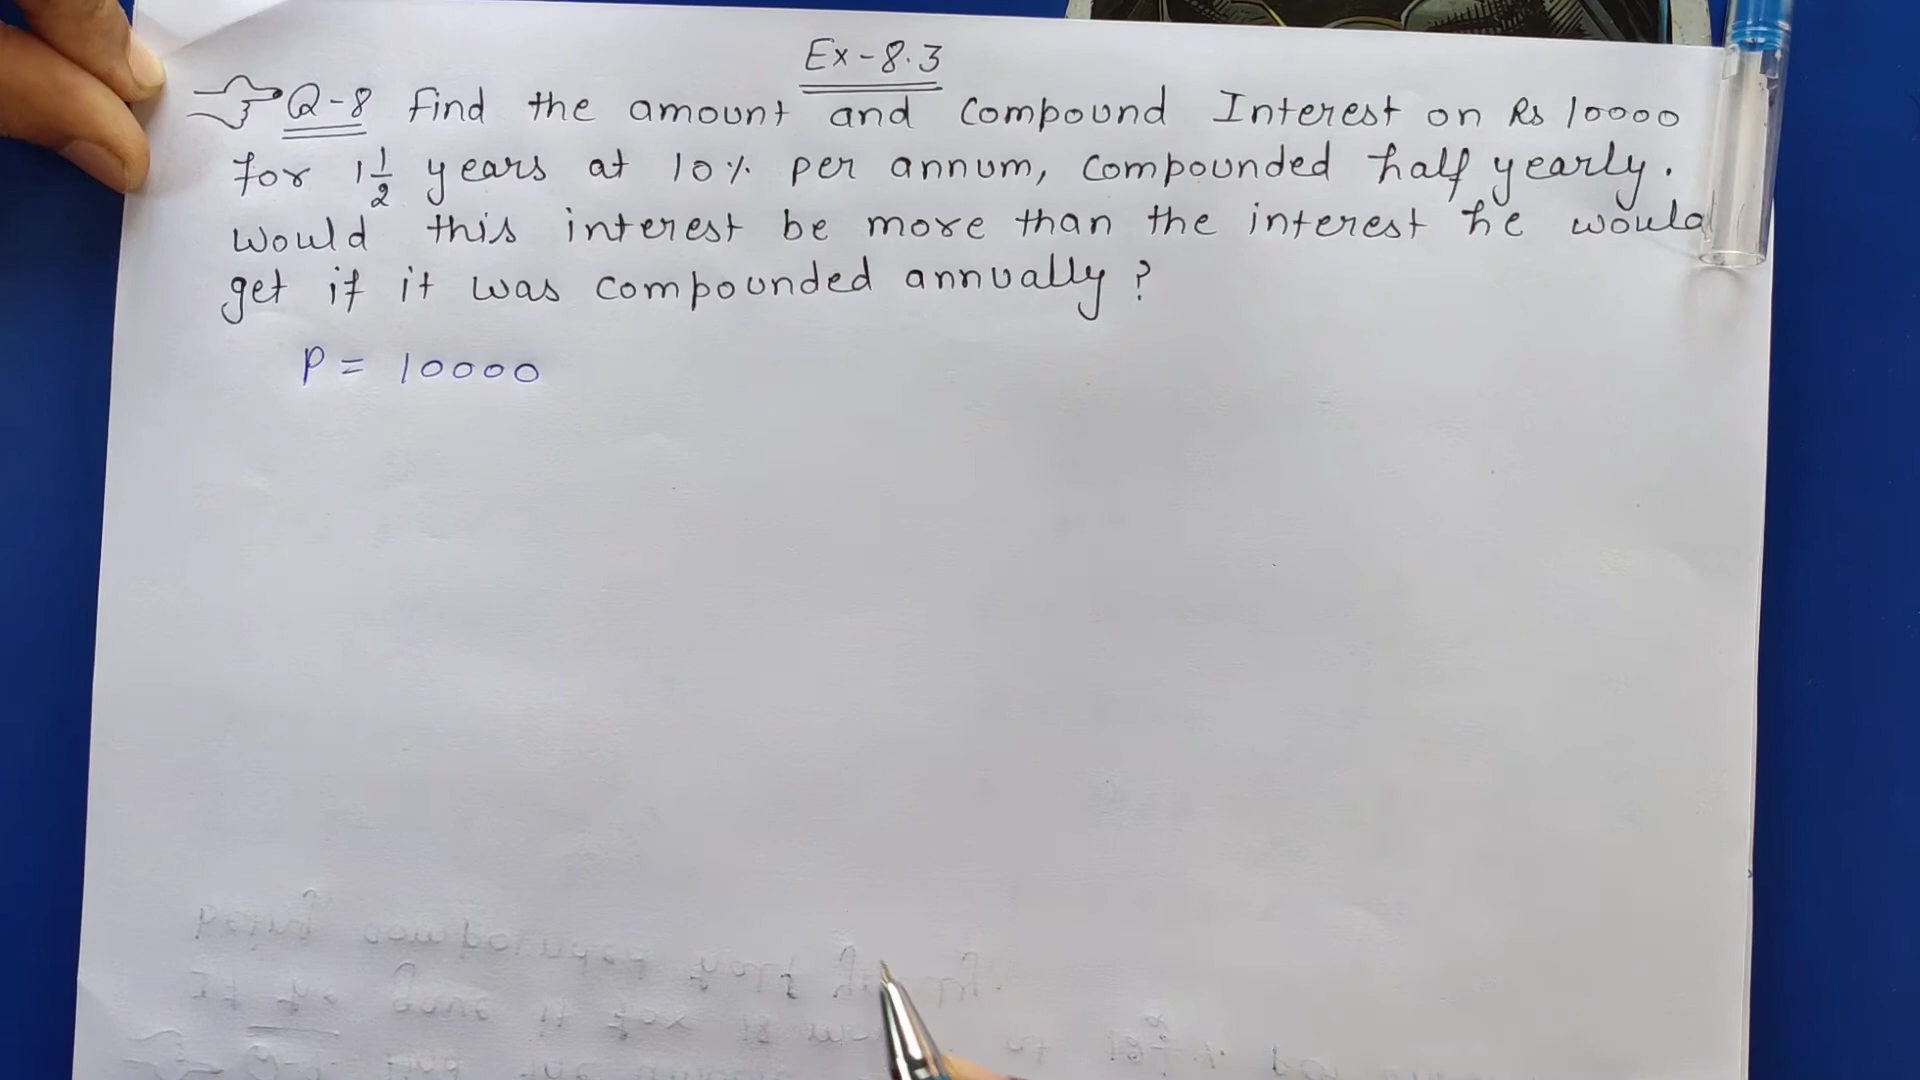 Ex-8.3
Q-8 Find the amount and Compound Interest on Rs 10000
for 1 1/2 years at 10% per annum, Compounded half yearly.
Would this interest be more than the interest he would
get if it was compounded annually?
P = 10000